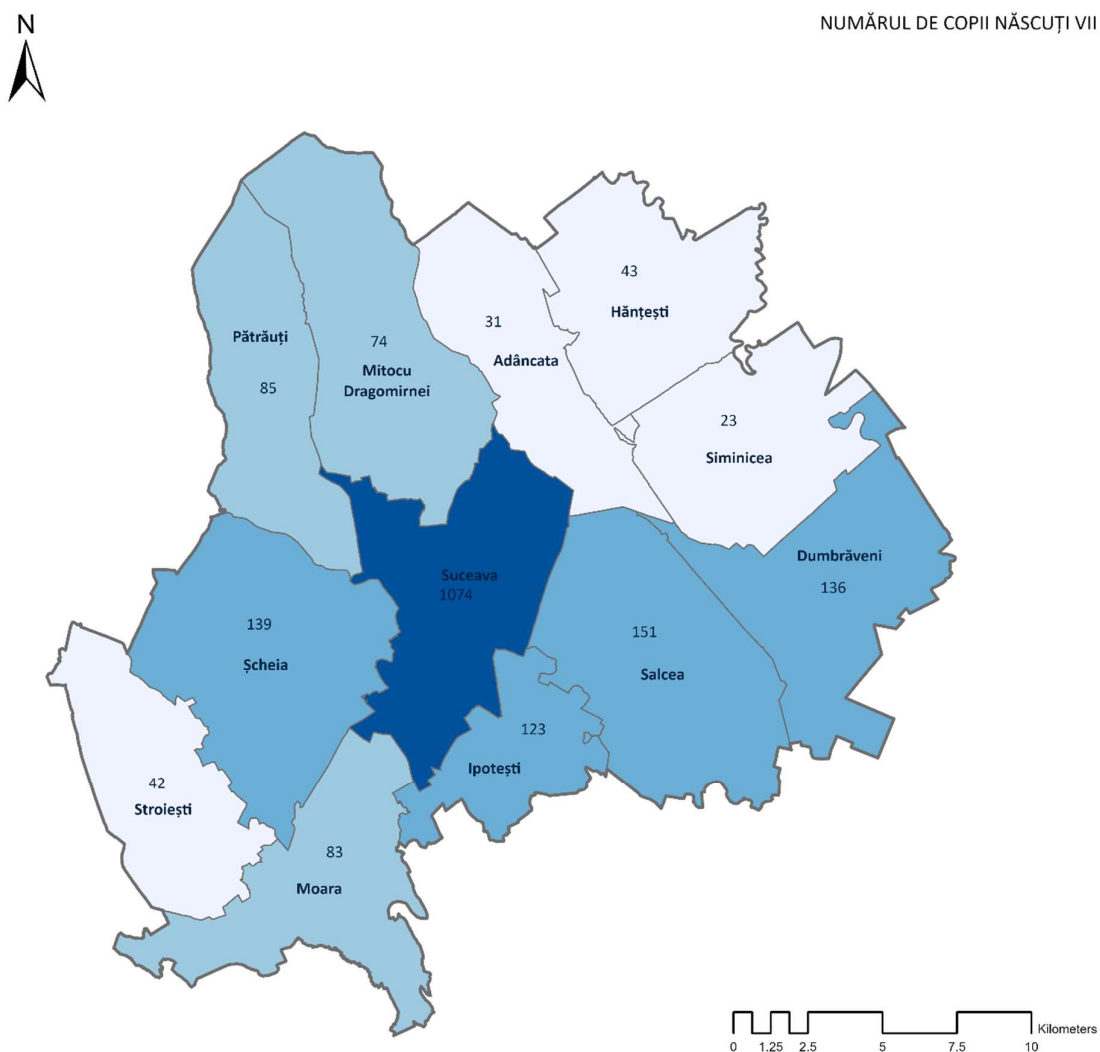 N
NUMĂRUL DE COPII NĂSCUȚI VII
43
Hănțești
31
Adâncata
Pătrăuți
85
74
Mitocu
Dragomirnei
23
Siminicea
Dumbrăveni
136
Suceava
1074
139
Șcheia
151
Salcea
123
Ipotești
42
Stroiești
83
Moara
Kilometers
0 1.25 2.5 5 7.5 10